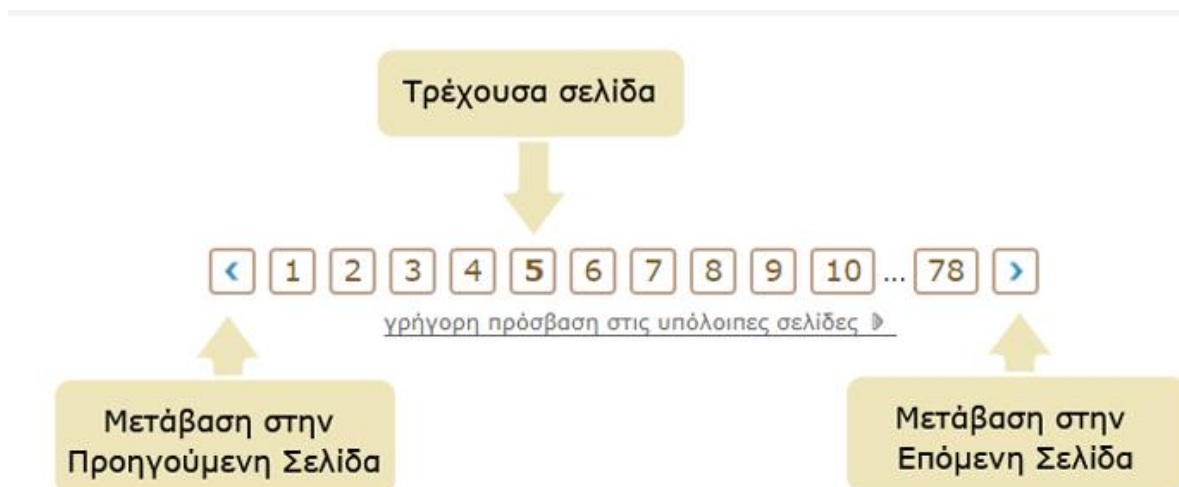 Τρέχουσα σελίδα
‹ 1 2 3 4 5 6 7 8 9 10 ... 78 ›
γρήγορη πρόσβαση στις υπόλοιπες σελίδες
Μετάβαση στην
Προηγούμενη Σελίδα
Μετάβαση στην
Επόμενη Σελίδα